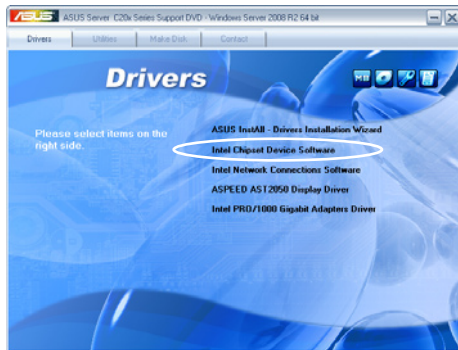 ASUS
ASUS Server C20x Series Support DVD - Windows Server 2008 R2 64 bit
Drivers
Utilities
Make Disk
Contact
Drivers
Please select items on the
right side.
ASUS InstAll - Drivers Installation Wizard
Intel Chipset Device Software
Intel Network Connections Software
ASPEED AST2050 Display Driver
Intel PRO/1000 Gigabit Adapters Driver